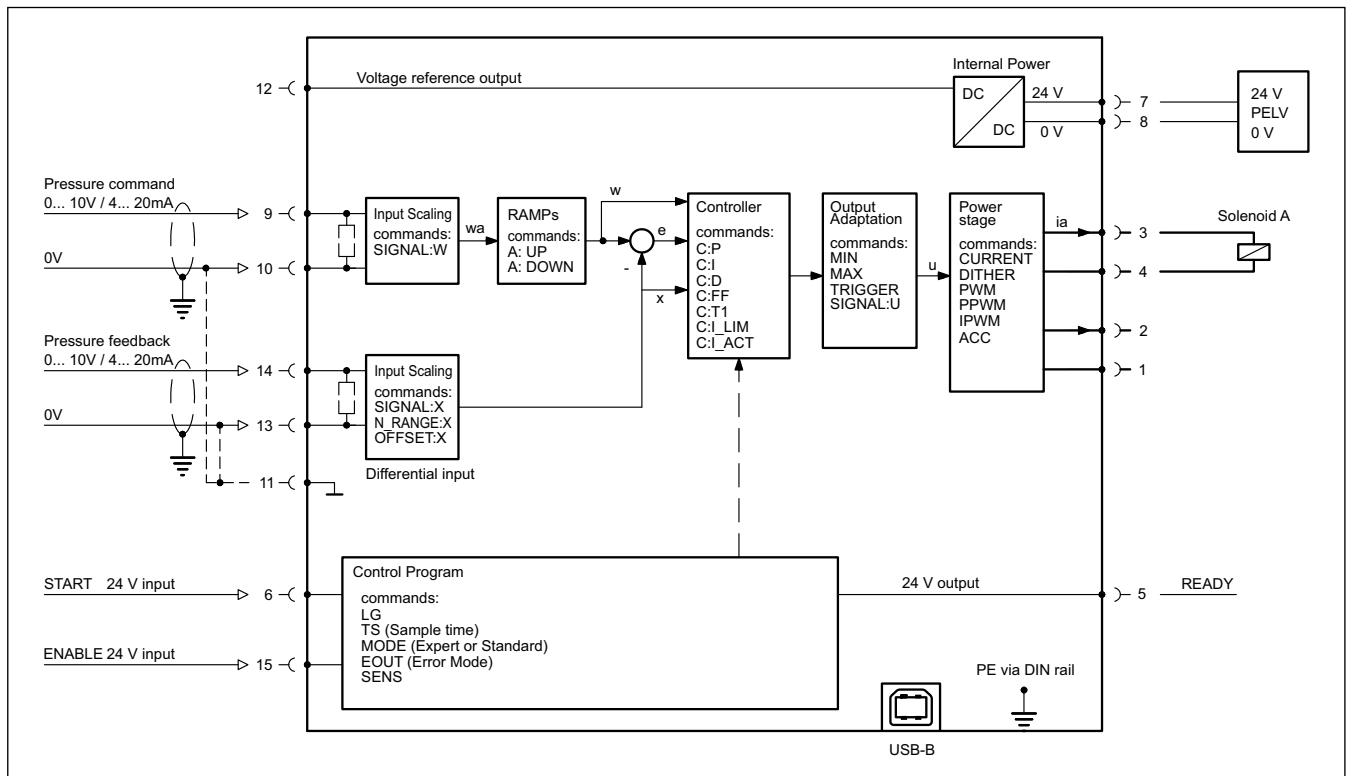 Internal Power
12
Voltage reference output
DC
DC
24 V
0 V
7
8
24 V
PELV
0 V
Pressure command
0... 10V / 4... 20mA
9
0V
10
Input Scaling
commands:
SIGNAL:W
wa
RAMPs
commands:
A: UP
A: DOWN
w
e
-
x
Controller
commands:
C:P
C:I
C:D
C:FF
C:T1
C:I_LIM
C:I_ACT
Output
Adaptation
commands:
MIN
MAX
TRIGGER
SIGNAL:U
u
Power
stage
commands:
CURRENT
DITHER
PWM
PPWM
IPWM
ACC
ia
3
4
2
1
Solenoid A
Pressure feedback
0... 10V / 4... 20mA
14
0V
13
11
Input Scaling
commands:
SIGNAL:X
N_RANGE:X
OFFSET:X
Differential input
START 24 V input
6
ENABLE 24 V input
15
Control Program
commands:
LG
TS (Sample time)
MODE (Expert or Standard)
EOUT (Error Mode)
SENS
24 V output
5
READY
PE via DIN rail
USB-B